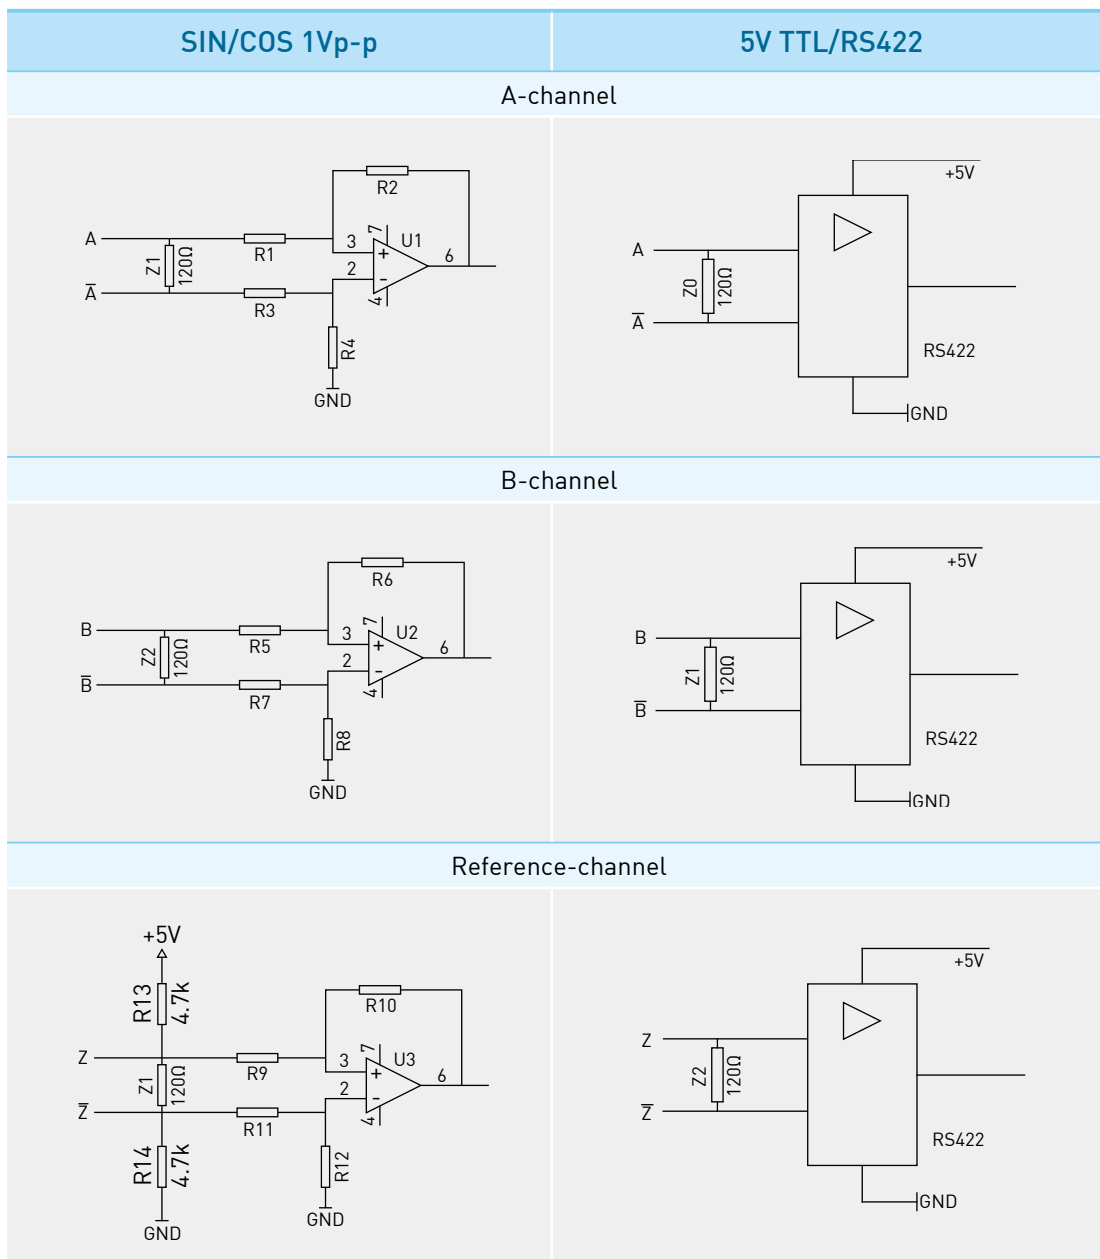 SIN/COS 1Vp-p
5V TTL/RS422
A-channel
R2
A
Z1
120Ω
R1
3
+
7
U1
6
2
-
4
A̅
R3
R4
GND
+5V
A
Z0
120Ω
A̅
RS422
GND
B-channel
R6
B
Z2
120Ω
R5
3
+
7
U2
6
2
-
4
B̅
R7
R8
GND
+5V
B
Z1
120Ω
B̅
RS422
GND
Reference-channel
+5V
R13
4.7k
R10
Z
Z1
120Ω
R9
3
+
7
U3
6
2
-
4
Z̅
R11
R14
4.7k
R12
GND
GND
+5V
Z
Z2
120Ω
Z̅
RS422
GND